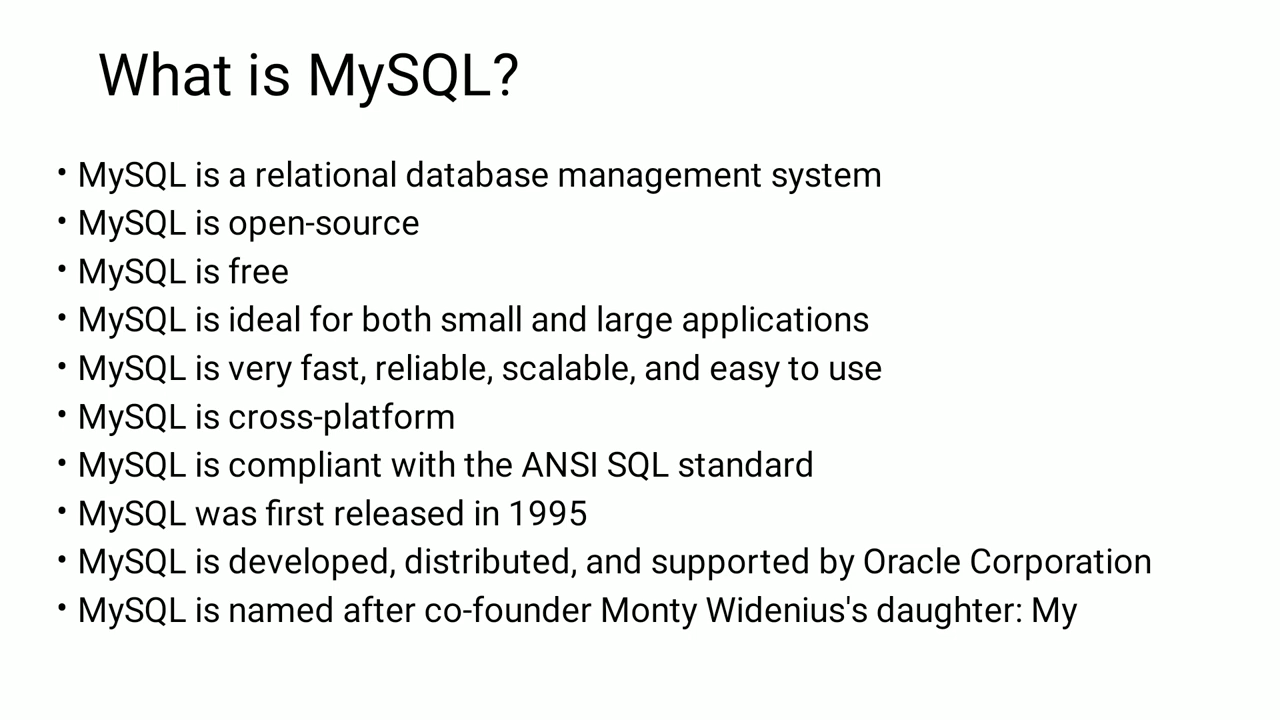 What is MySQL?
• MySQL is a relational database management system
• MySQL is open-source
• MySQL is free
• MySQL is ideal for both small and large applications
• MySQL is very fast, reliable, scalable, and easy to use
• MySQL is cross-platform
• MySQL is compliant with the ANSI SQL standard
• MySQL was first released in 1995
• MySQL is developed, distributed, and supported by Oracle Corporation
• MySQL is named after co-founder Monty Widenius's daughter: My